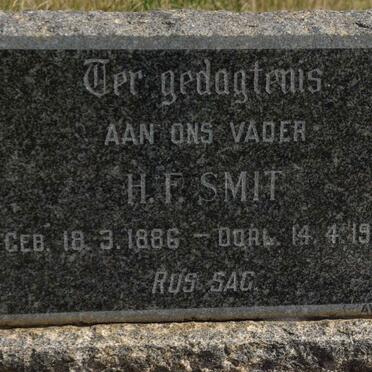 Ter gedagtenis
AAN ONS VADER
H.F. SMIT
GEB. 18.3.1886 – OORL. 14.4.19
RUS SAG.